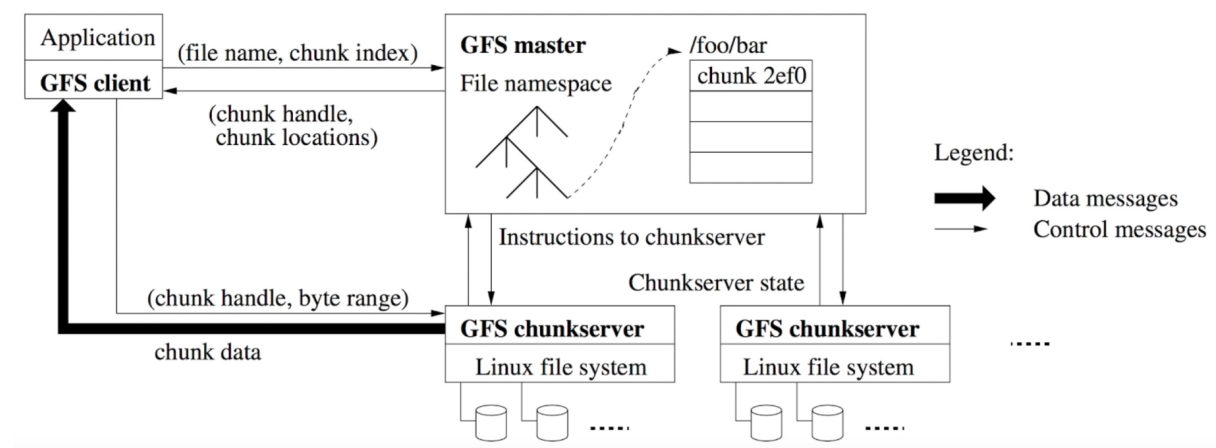 Application
GFS client
(file name, chunk index)
(chunk handle,
chunk locations)
GFS master
File namespace
/foo/bar
chunk 2ef0
Legend:
Data messages
Control messages
Instructions to chunkserver
Chunkserver state
(chunk handle, byte range)
chunk data
GFS chunkserver
Linux file system
GFS chunkserver
Linux file system